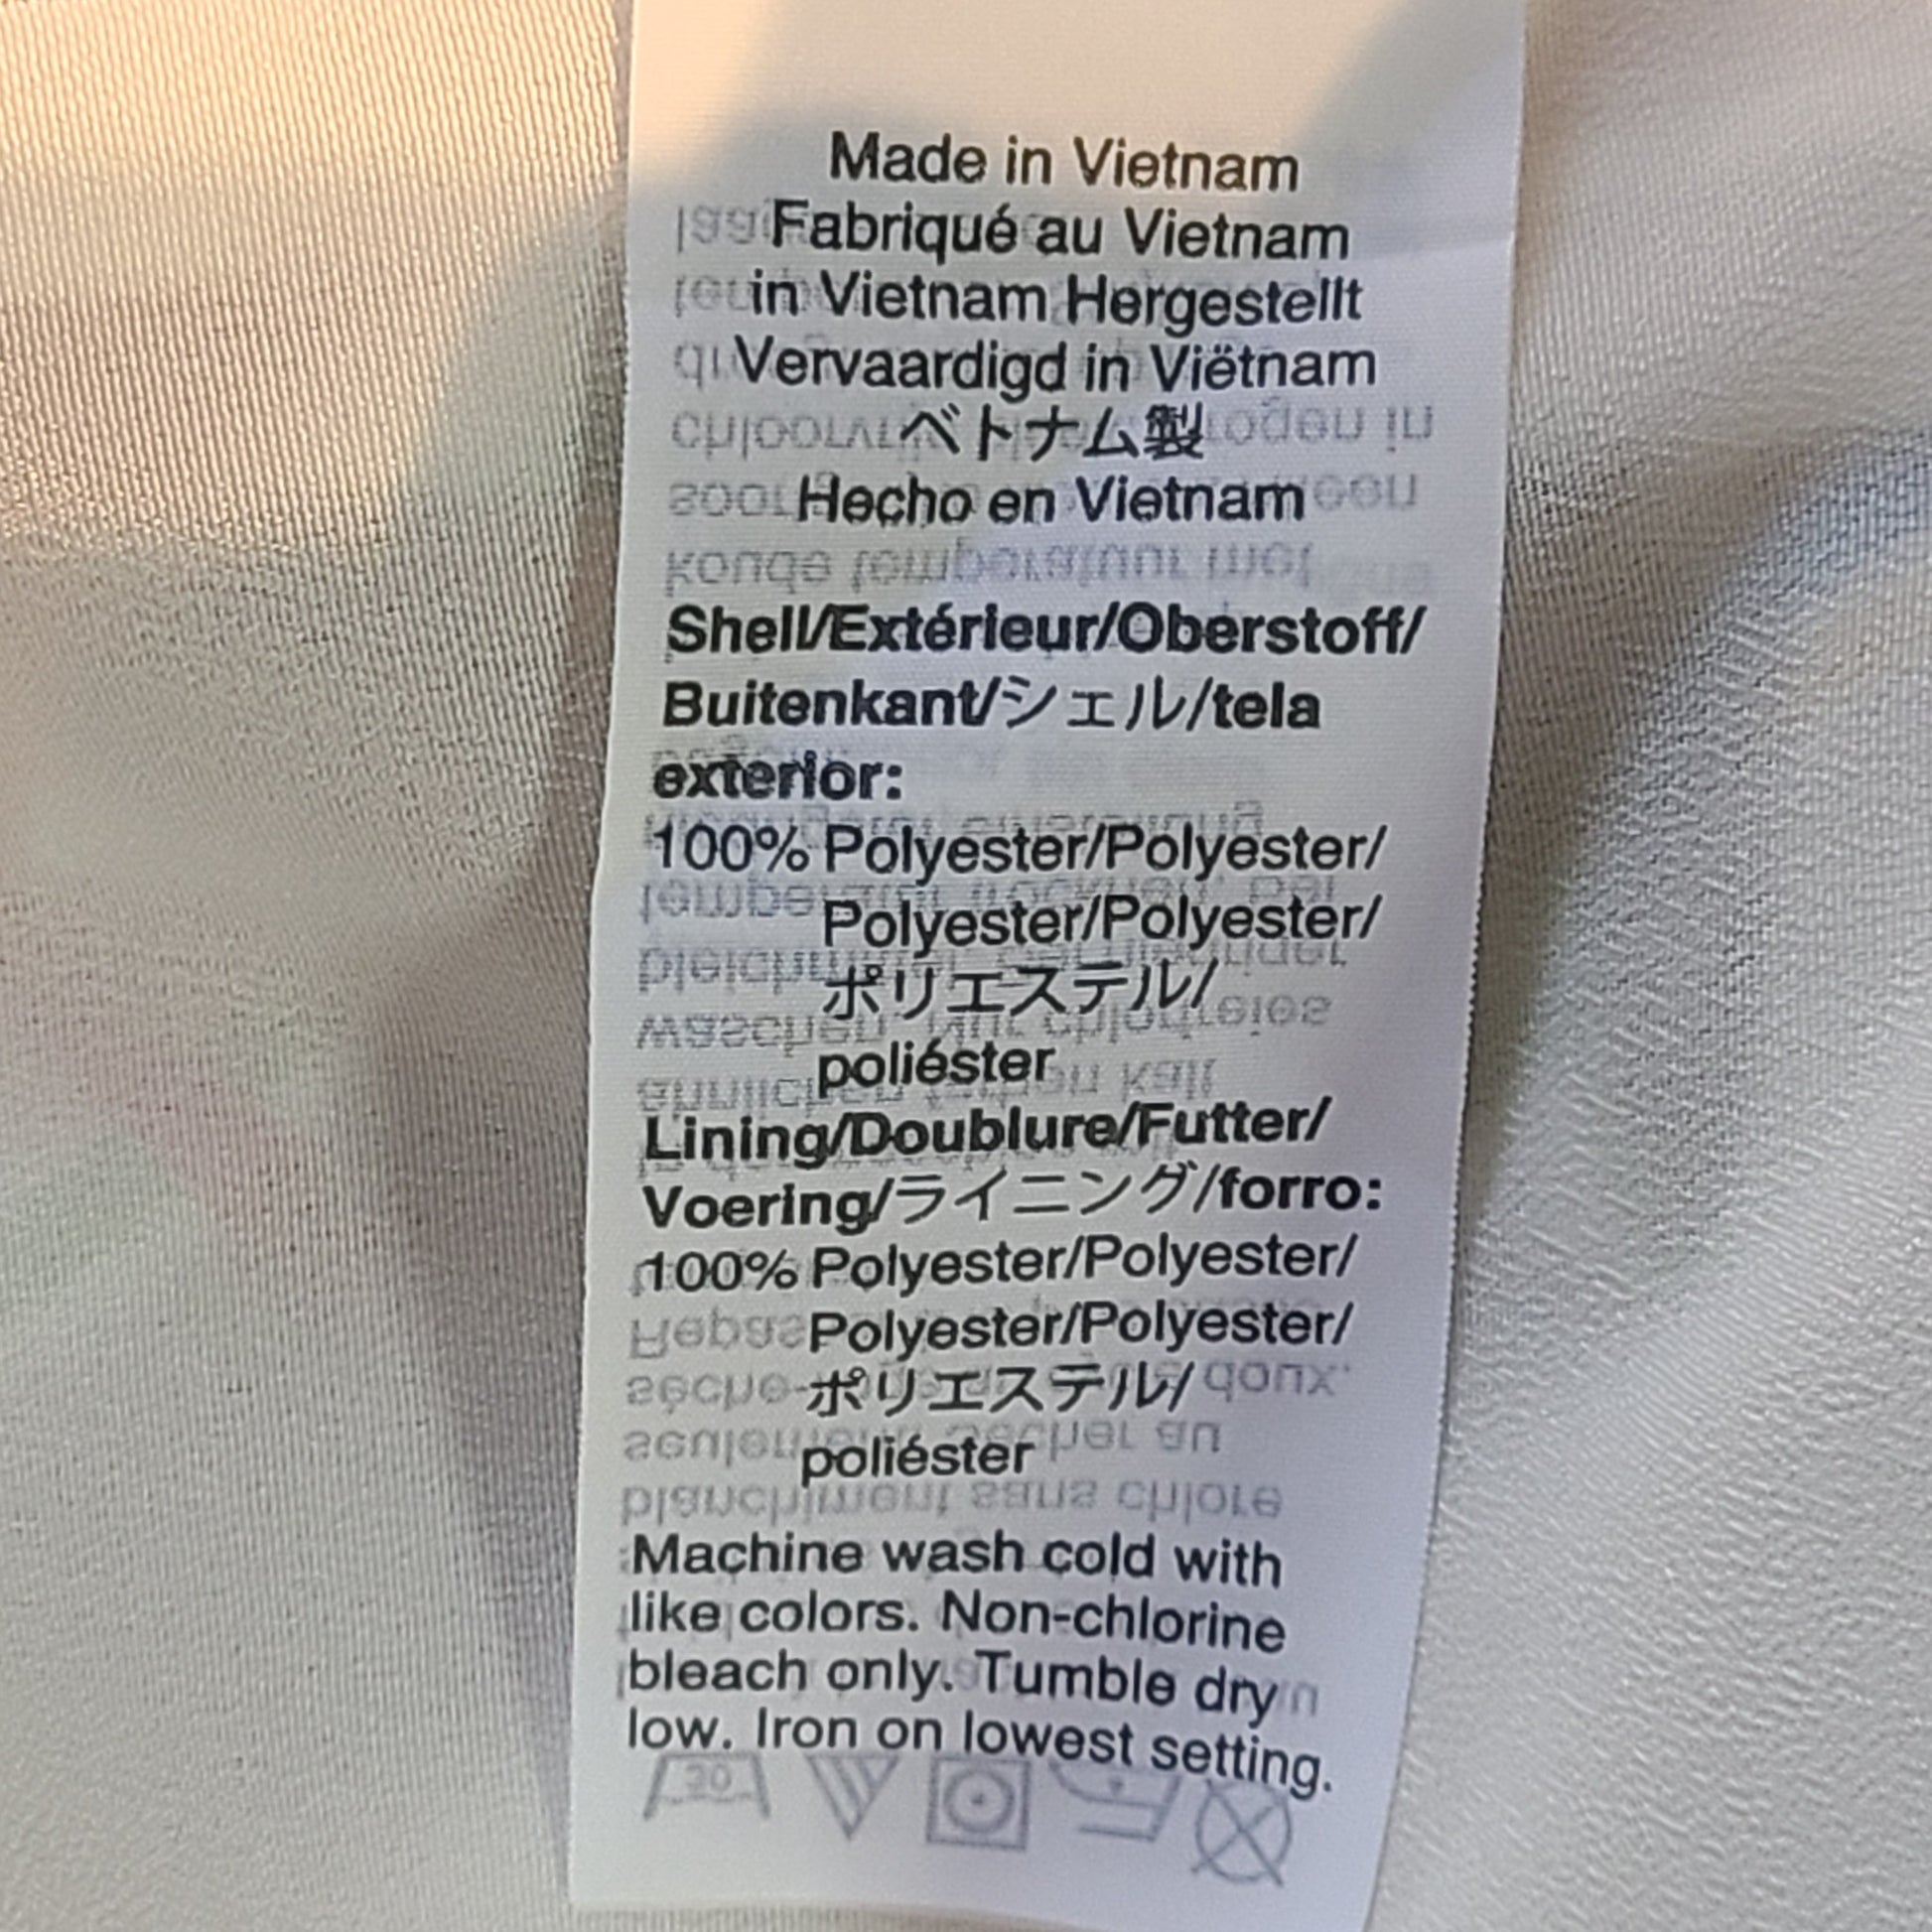 Made in Vietnam
Fabriqué au Vietnam
in Vietnam Hergestellt
Vervaardigd in Viëtnam
ベトナム製
Hecho en Vietnam
Shell/Extérieur/Oberstoff/
Buitenkant/シェル/tela
exterior:
100% Polyester/Polyester/
Polyester/Polyester/
ポリエステル/
poliéster
Lining/Doublure/Futter/
Voering/ライニング/forro:
100% Polyester/Polyester/
Polyester/Polyester/
ポリエステル/
poliéster
Machine wash cold with
like colors. Non-chlorine
bleach only. Tumble dry
low. Iron on lowest setting.